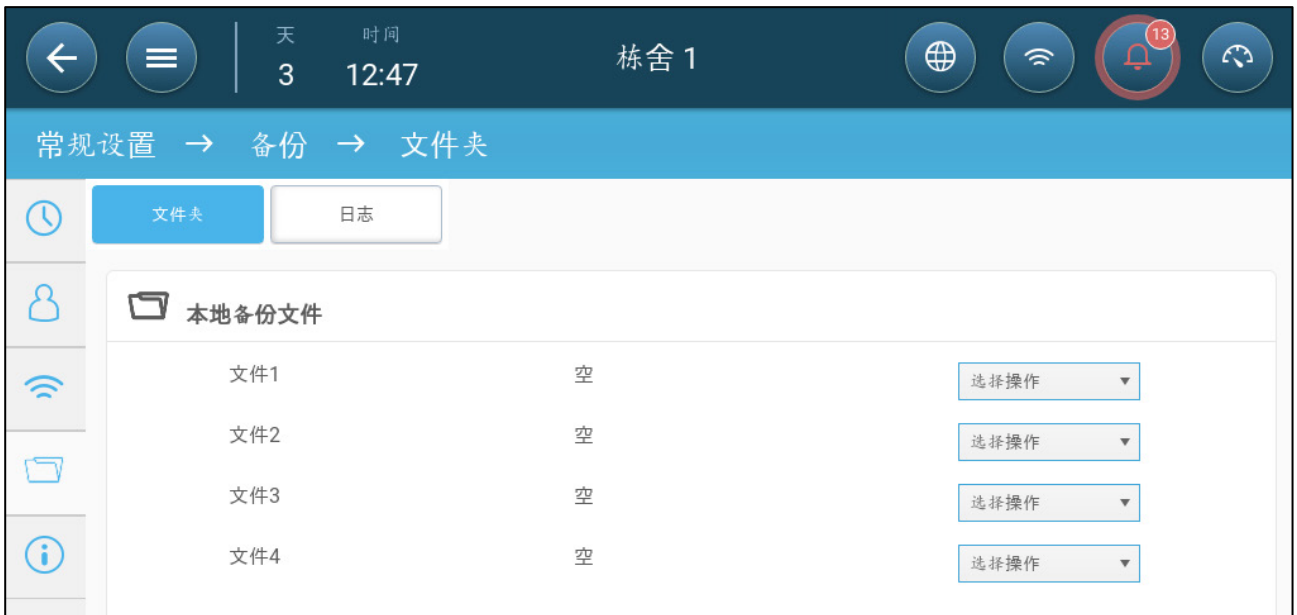 天 时间
3 12:47
栋舍 1
13
常规设置 → 备份 → 文件夹
文件夹 日志
本地备份文件
文件1 空 选择操作
文件2 空 选择操作
文件3 空 选择操作
文件4 空 选择操作